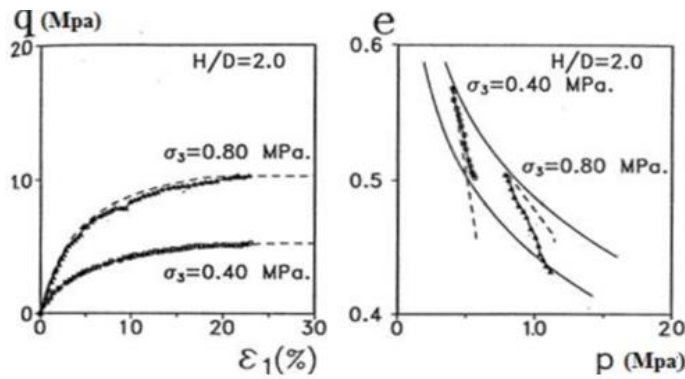 q (Mpa)
20
H/D=2.0
σ₃=0.80 MPa.
10
σ₃=0.40 MPa.
0
0 10 20 30
ε₁(%)
e
0.6
H/D=2.0
σ₃=0.40
MPa.
σ₃=0.80
MPa.
0.5
0.4
0 1.0 20
p (Mpa)